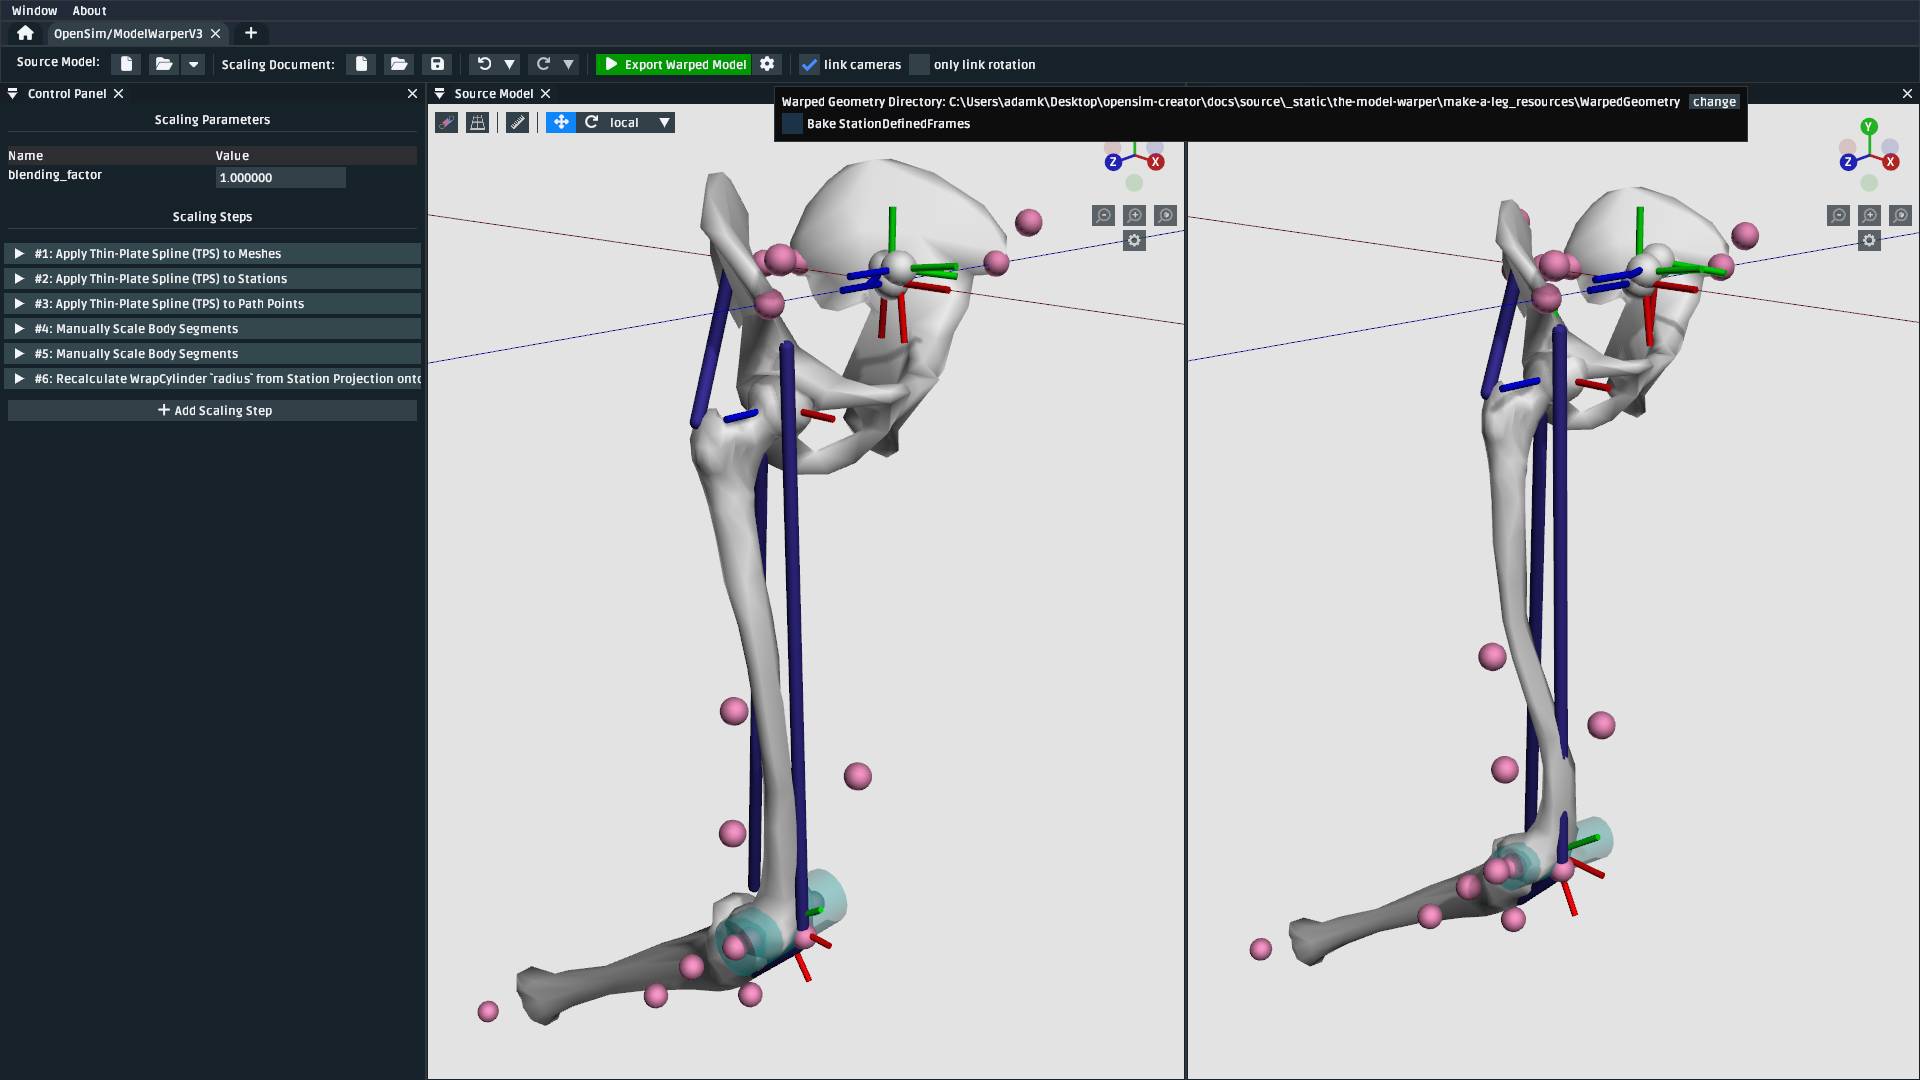 Window About
OpenSim/ModelWarperV3
Source Model: Scaling Document: Export Warped Model link cameras only link rotation
Control Panel
Source Model
Warped Geometry Directory: C:\Users\adamk\Desktop\opensim-creator\docs\source\_static\the-model-warper\make-a-leg_resources\WarpedGeometry change
Bake StationDefinedFrames
local
Scaling Parameters
Name Value
blending_factor 1.000000
Scaling Steps
#1: Apply Thin-Plate Spline (TPS) to Meshes
#2: Apply Thin-Plate Spline (TPS) to Stations
#3: Apply Thin-Plate Spline (TPS) to Path Points
#4: Manually Scale Body Segments
#5: Manually Scale Body Segments
#6: Recalculate WrapCylinder `radius` from Station Projection onto
Add Scaling Step
Z X
Y
Z X